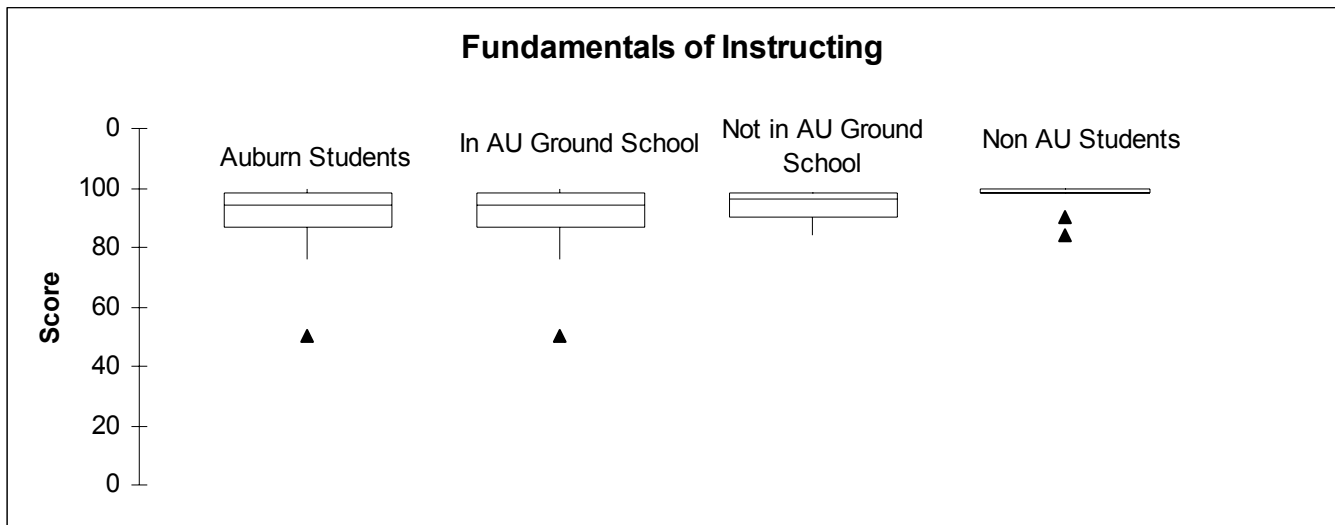 Fundamentals of Instructing
0
Auburn Students
In AU Ground School
Not in AU Ground
School
Non AU Students
100
80
60
40
20
0
Score